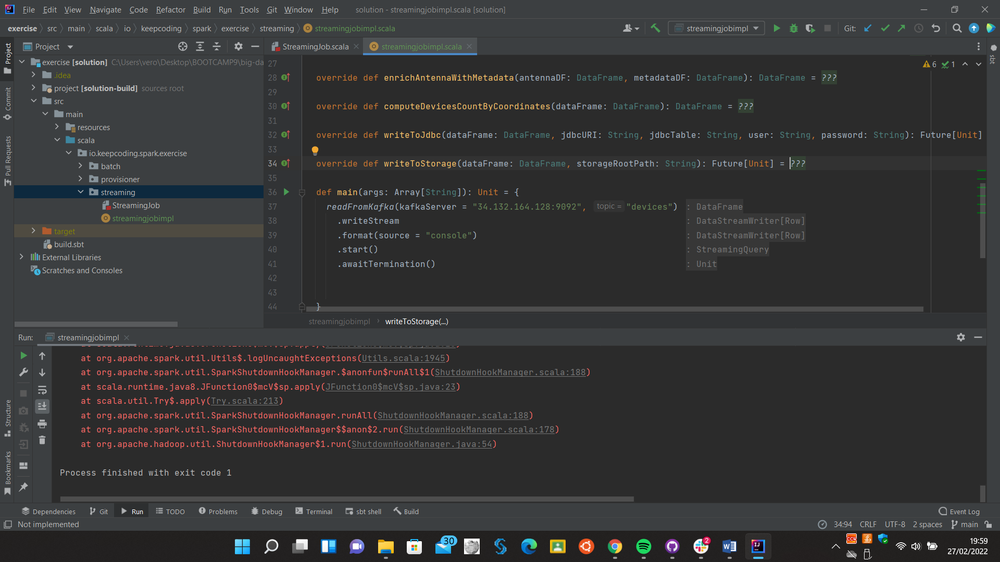 File Edit View Navigate Code Refactor Build Run Tools Git Window Help solution - streamingjobimpl.scala [solution]
exercise src main scala io keepcoding spark exercise streaming streamingjobimpl.scala streamingjobimpl Git:
Project
StreamingJob.scala streamingjobimpl.scala
exercise [solution] C:\Users\vero\Desktop\BOOTCAMP9\big-da
.idea
project [solution-build] sources root
src
main
resources
scala
io.keepcoding.spark.exercise
batch
provisioner
streaming
StreamingJob
streamingjobimpl
target
build.sbt
External Libraries
Scratches and Consoles
Project
Commit
Pull Requests
Structure
Bookmarks
sbt
6 1
27
28 override def enrichAntennaWithMetadata(antennaDF: DataFrame, metadataDF: DataFrame): DataFrame = ???
29
30 override def computeDevicesCountByCoordinates(dataFrame: DataFrame): DataFrame = ???
31
32 override def writeToJdbc(dataFrame: DataFrame, jdbcURI: String, jdbcTable: String, user: String, password: String): Future[Unit]
33
34 override def writeToStorage(dataFrame: DataFrame, storageRootPath: String): Future[Unit] = ???
35
36 def main(args: Array[String]): Unit = {
37 readFromKafka(kafkaServer = "34.132.164.128:9092", topic = "devices") : DataFrame
38 .writeStream : DataStreamWriter[Row]
39 .format(source = "console") : DataStreamWriter[Row]
40 .start() : StreamingQuery
41 .awaitTermination() : Unit
42
43
44 }
streamingjobimpl writeToStorage(...)
Run: streamingjobimpl
at org.apache.spark.util.Utils$.logUncaughtExceptions(Utils.scala:1945)
at org.apache.spark.util.SparkShutdownHookManager.$anonfun$runAll$1(ShutdownHookManager.scala:188)
at scala.runtime.java8.JFunction0$mcV$sp.apply(JFunction0$mcV$sp.java:23)
at scala.util.Try$.apply(Try.scala:213)
at org.apache.spark.util.SparkShutdownHookManager.runAll(ShutdownHookManager.scala:188)
at org.apache.spark.util.SparkShutdownHookManager$$anon$2.run(ShutdownHookManager.scala:178)
at org.apache.hadoop.util.ShutdownHookManager$1.run(ShutdownHookManager.java:54)
Process finished with exit code 1
Dependencies Git Run TODO Problems Debug Terminal sbt shell Build Event Log
Not implemented 34:94 CRLF UTF-8 2 spaces main
30
2
19:59
27/02/2022